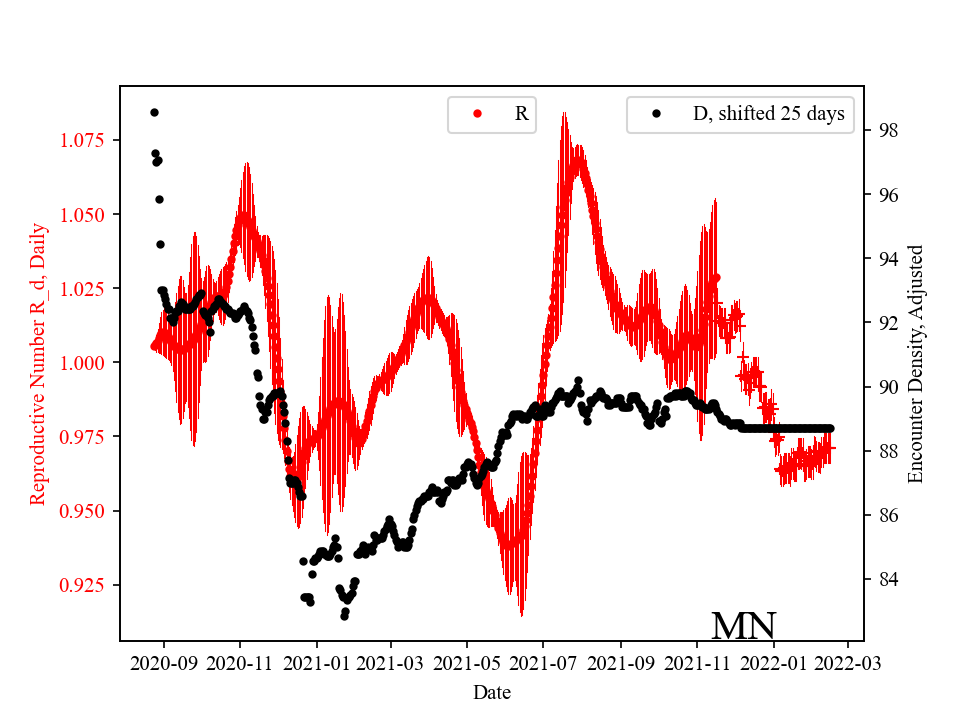 R
D, shifted 25 days
1.075
1.050
1.025
1.000
0.975
0.950
0.925
Reproductive Number R_d, Daily
98
96
94
92
90
88
86
84
Encounter Density, Adjusted
MN
2020-09 2020-11 2021-01 2021-03 2021-05 2021-07 2021-09 2021-11 2022-01 2022-03
Date